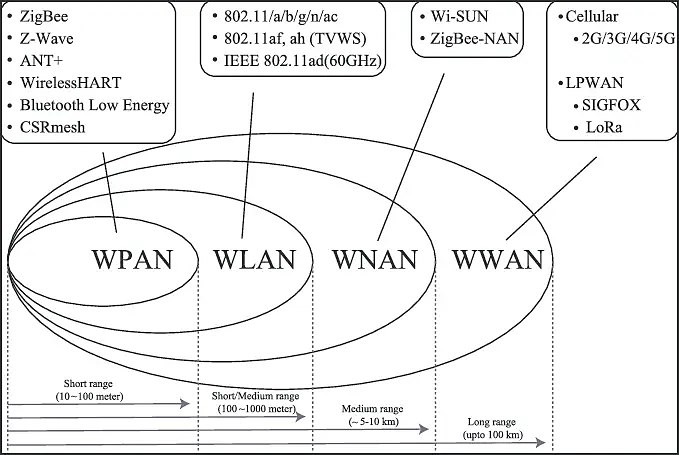 • ZigBee
• Z-Wave
• ANT+
• WirelessHART
• Bluetooth Low Energy
• CSRmesh
• 802.11/a/b/g/n/ac
• 802.11af, ah (TVWS)
• IEEE 802.11ad(60GHz)
• Wi-SUN
• ZigBee-NAN
• Cellular
• 2G/3G/4G/5G
• LPWAN
• SIGFOX
• LoRa
WPAN
WLAN
WNAN
WWAN
Short range
(10~100 meter)
Short/Medium range
(100~1000 meter)
Medium range
(~5-10 km)
Long range
(upto 100 km)